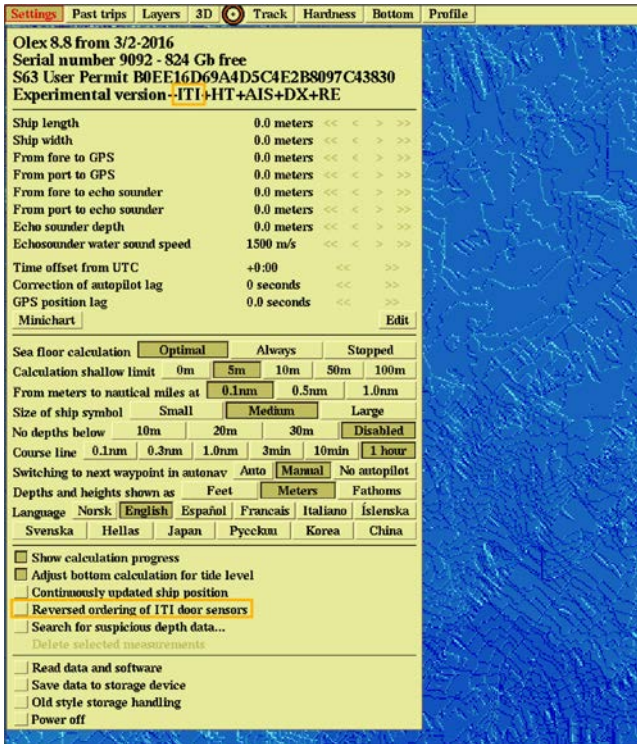 Settings Past trips Layers 3D Track Hardness Bottom Profile
Olex 8.8 from 3/2-2016
Serial number 9092 - 824 Gb free
S63 User Permit B0EE16D69A4D5C4E2B8097C43830
Experimental version--ITI+HT+AIS+DX+RE
Ship length 0.0 meters << < > >>
Ship width 0.0 meters << < > >>
From fore to GPS 0.0 meters << < > >>
From port to GPS 0.0 meters << < > >>
From fore to echo sounder 0.0 meters << < > >>
From port to echo sounder 0.0 meters << < > >>
Echo sounder depth 0.0 meters << < > >>
Echosounder water sound speed 1500 m/s << < > >>
Time offset from UTC +0:00 << >>
Correction of autopilot lag 0 seconds << >>
GPS position lag 0.0 seconds << >>
Minichart Edit
Sea floor calculation Optimal Always Stopped
Calculation shallow limit 0m 5m 10m 50m 100m
From meters to nautical miles at 0.1nm 0.5nm 1.0nm
Size of ship symbol Small Medium Large
No depths below 10m 20m 30m Disabled
Course line 0.1nm 0.3nm 1.0nm 3min 10min 1 hour
Switching to next waypoint in autonav Auto Manual No autopilot
Depths and heights shown as Feet Meters Fathoms
Language Norsk English Español Francais Italiano Íslenska
Svenska Hellas Japan Русский Korea China
Show calculation progress
Adjust bottom calculation for tide level
Continuously updated ship position
Reversed ordering of ITI door sensors
Search for suspicious depth data...
Delete selected measurements
Read data and software
Save data to storage device
Old style storage handling
Power off